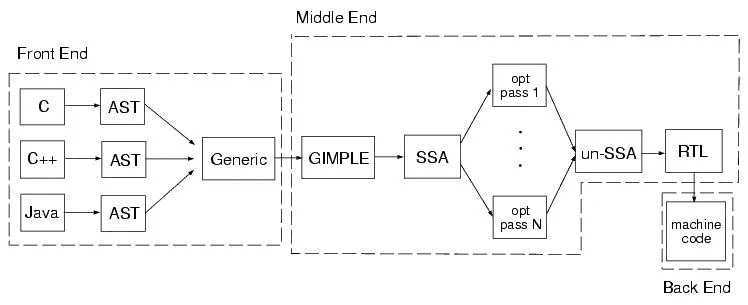 Middle End
Front End
C
AST
C++
AST
Java
AST
Generic
GIMPLE
SSA
opt
pass 1
opt
pass N
un-SSA
RTL
machine
code
Back End